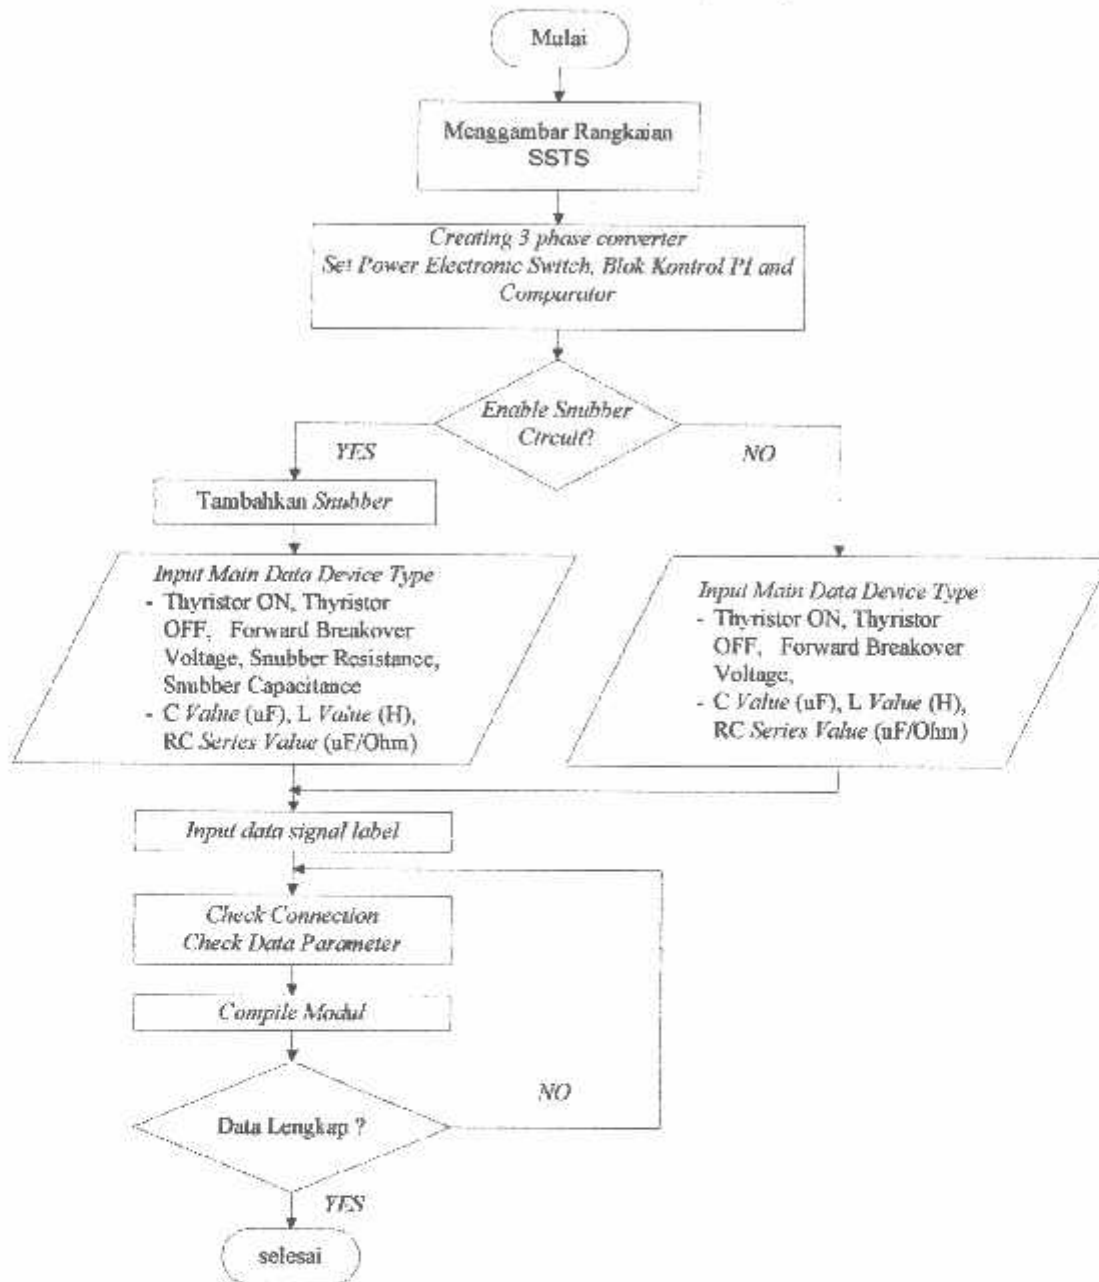 Mulai
Menggambar Rangkaian
SSTS
Creating 3 phase converter
Set Power Electronic Switch, Blok Kontrol PI and
Comparator
Enable Snubber
Circuit?
YES
NO
Tambahkan Snubber
Input Main Data Device Type
- Thyristor ON, Thyristor
OFF, Forward Breakover
Voltage, Snubber Resistance,
Snubber Capacitance
- C Value (uF), L Value (H),
RC Series Value (uF/Ohm)
Input Main Data Device Type
- Thyristor ON, Thyristor
OFF, Forward Breakover
Voltage,
- C Value (uF), L Value (H),
RC Series Value (uF/Ohm)
Input data signal label
Check Connection
Check Data Parameter
Compile Modul
Data Lengkap ?
NO
YES
selesai